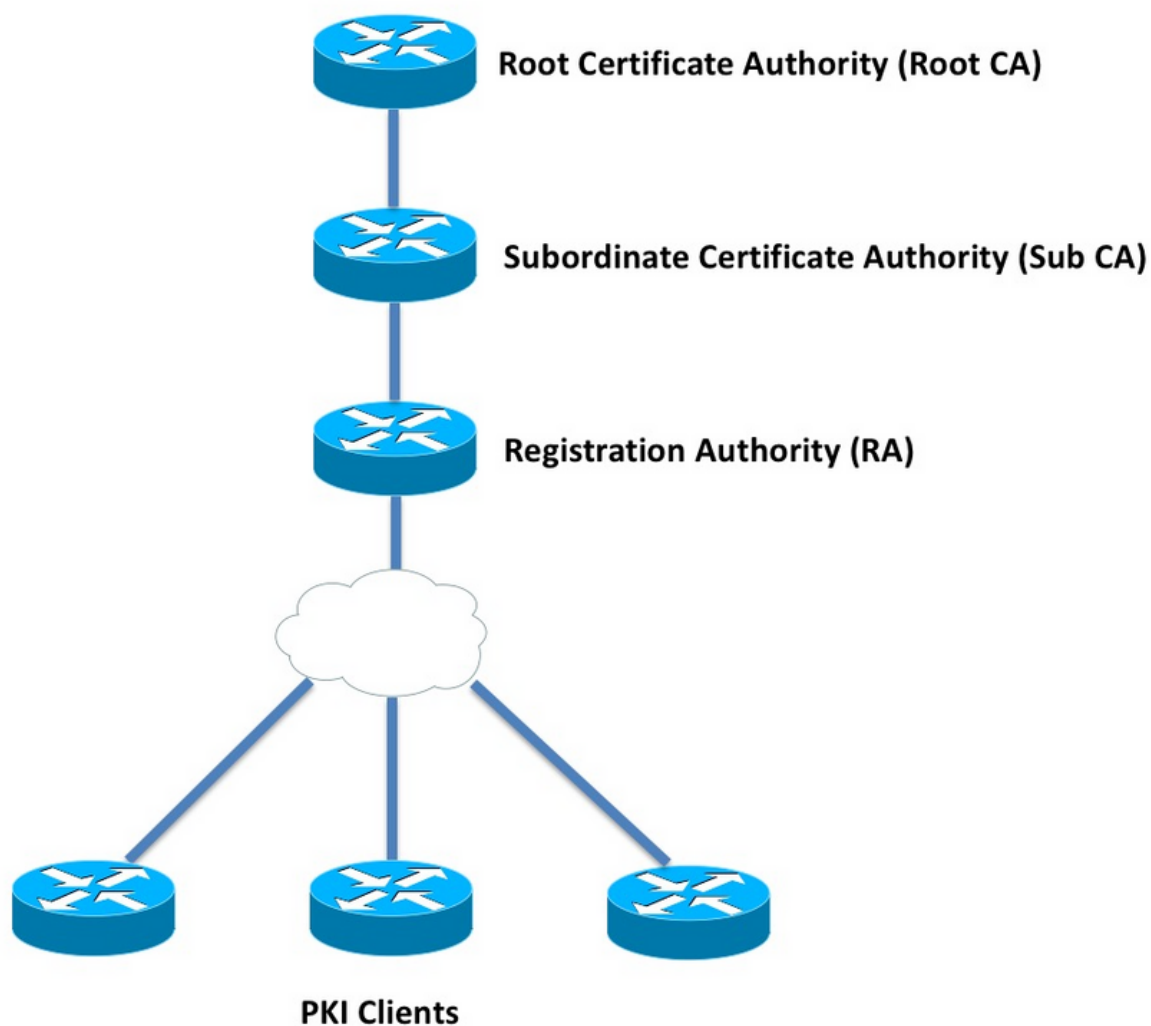 Root Certificate Authority (Root CA)
Subordinate Certificate Authority (Sub CA)
Registration Authority (RA)
PKI Clients